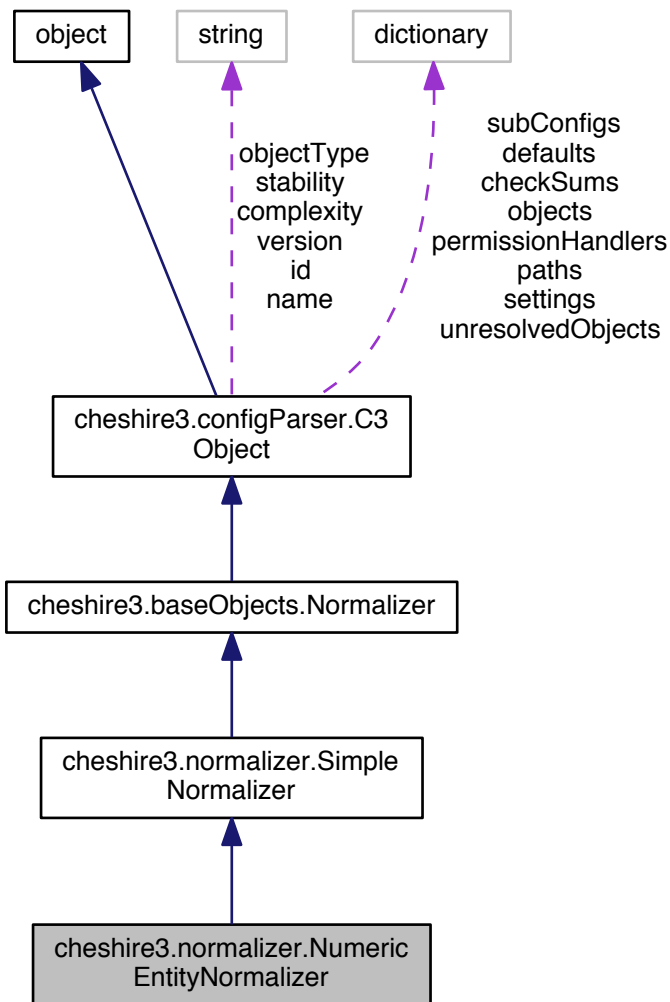 object
string
dictionary
objectType
stability
complexity
version
id
name
subConfigs
defaults
checkSums
objects
permissionHandlers
paths
settings
unresolvedObjects
cheshire3.configParser.C3
Object
cheshire3.baseObjects.Normalizer
cheshire3.normalizer.Simple
Normalizer
cheshire3.normalizer.Numeric
EntityNormalizer